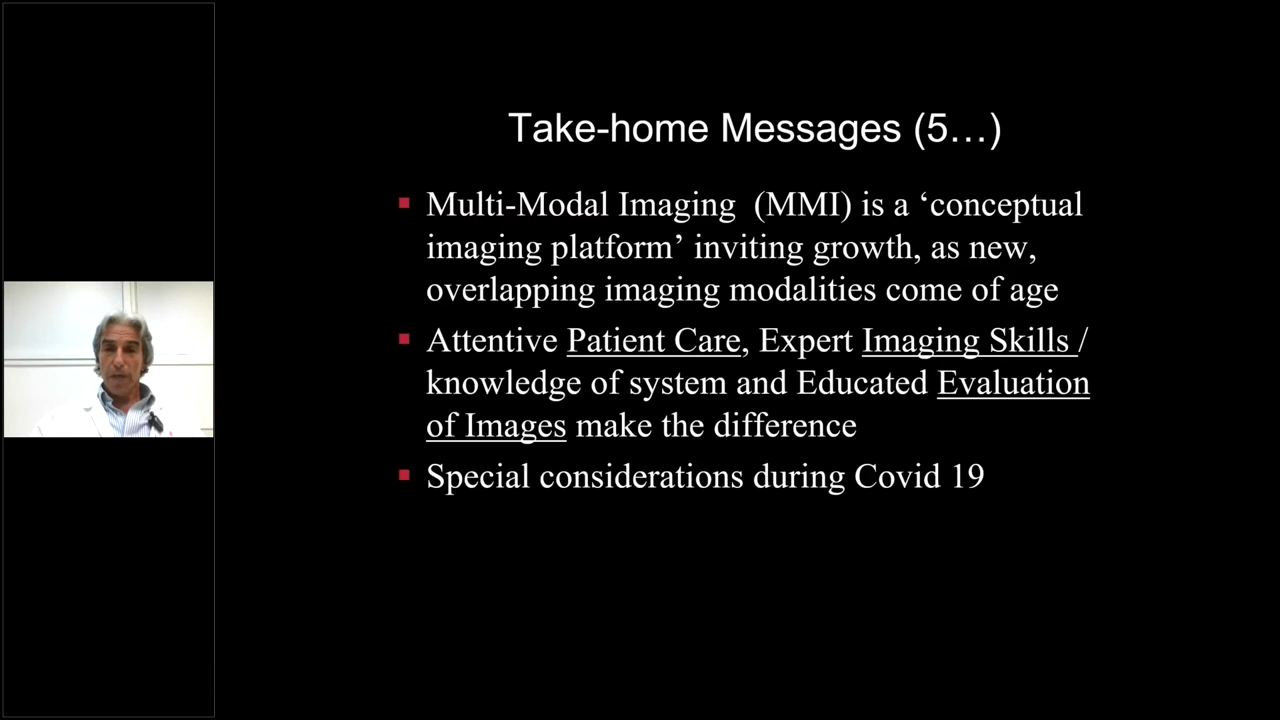 Take-home Messages (5…)
▪ Multi-Modal Imaging  (MMI) is a ‘conceptual
imaging platform’ inviting growth, as new,
overlapping imaging modalities come of age
▪ Attentive Patient Care, Expert Imaging Skills /
knowledge of system and Educated Evaluation
of Images make the difference
▪ Special considerations during Covid 19